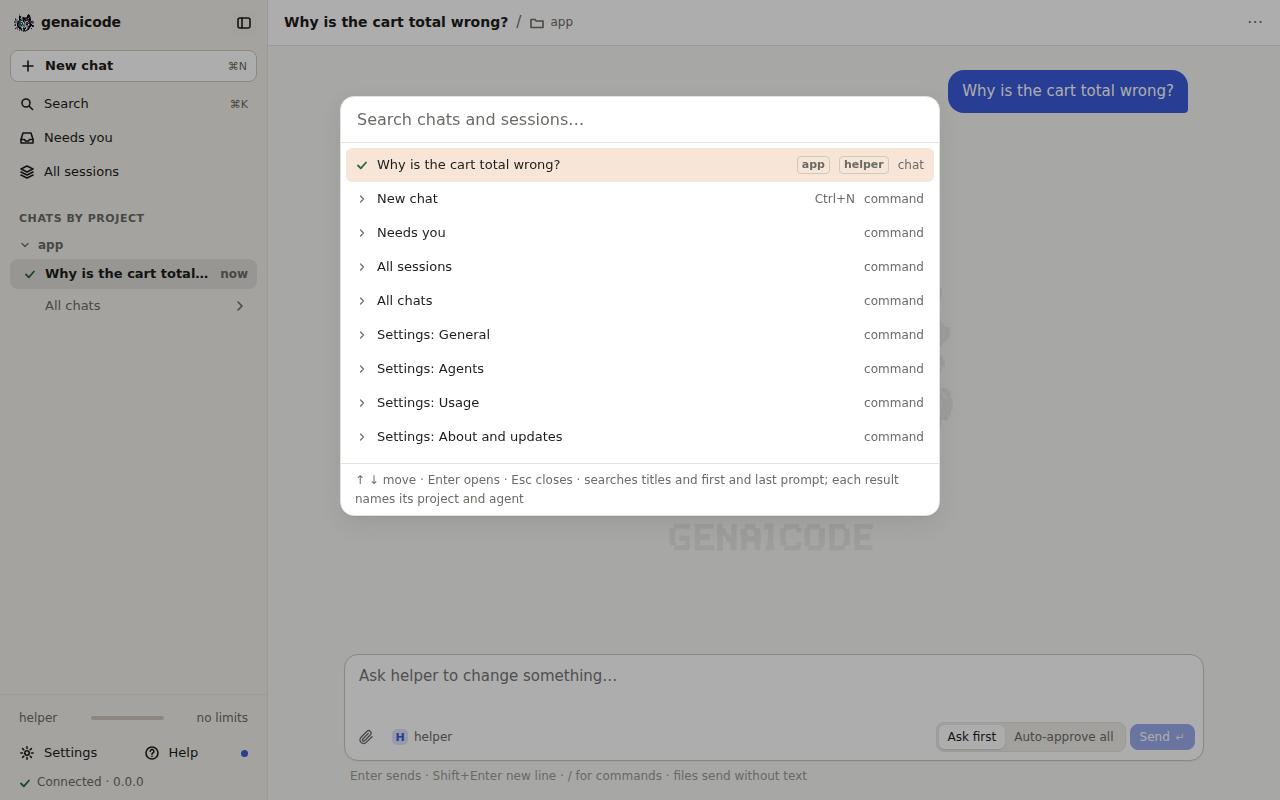 genaicode
New chat ⌘N
Search ⌘K
Needs you
All sessions
CHATS BY PROJECT
app
Why is the cart total... now
All chats
helper no limits
Settings Help
Connected · 0.0.0
Why is the cart total wrong? / app
Why is the cart total wrong?
Search chats and sessions…
Why is the cart total wrong? app helper chat
New chat Ctrl+N command
Needs you command
All sessions command
All chats command
Settings: General command
Settings: Agents command
Settings: Usage command
Settings: About and updates command
↑ ↓ move · Enter opens · Esc closes · searches titles and first and last prompt; each result
names its project and agent
GENAICODE
Ask helper to change something…
H helper Ask first Auto-approve all Send ↵
Enter sends · Shift+Enter new line · / for commands · files send without text